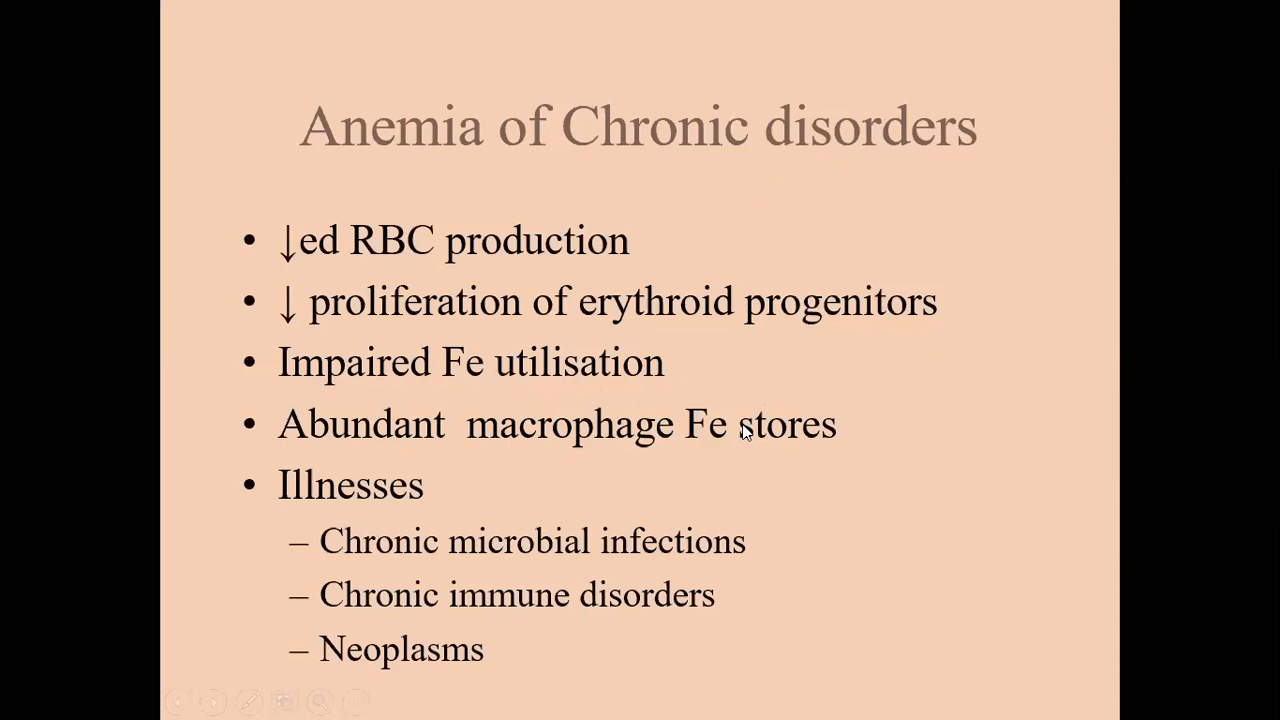 Anemia of Chronic disorders
• ↓ed RBC production
• ↓ proliferation of erythroid progenitors
• Impaired Fe utilisation
• Abundant  macrophage Fe stores
• Illnesses
– Chronic microbial infections
– Chronic immune disorders
– Neoplasms